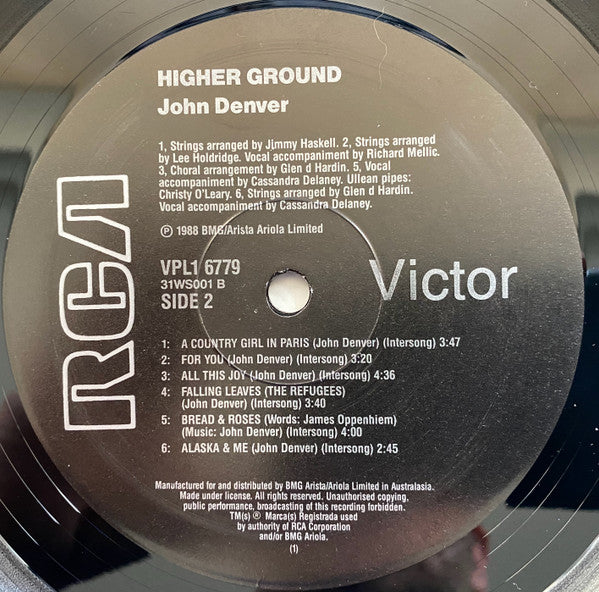 HIGHER GROUND
John Denver
1, Strings arranged by Jimmy Haskell. 2, Strings arranged
by Lee Holdridge. Vocal accompaniment by Richard Mellic.
3, Choral arrangement by Glen d Hardin. 5, Vocal
accompaniment by Cassandra Delaney. Ullean pipes:
Christy O'Leary. 6, Strings arranged by Glen d Hardin.
Vocal accompaniment by Cassandra Delaney.
℗ 1988 BMG/Arista Ariola Limited
RCA
VPL1 6779
31WS001 B
SIDE 2
Victor
1: A COUNTRY GIRL IN PARIS (John Denver) (Intersong) 3:47
2: FOR YOU (John Denver) (Intersong) 3:20
3: ALL THIS JOY (John Denver) (Intersong) 4:36
4: FALLING LEAVES (THE REFUGEES)
(John Denver) (Intersong) 3:40
5: BREAD & ROSES (Words: James Oppenhiem)
(Music: John Denver) (Intersong) 4:00
6: ALASKA & ME (John Denver) (Intersong) 2:45
Manufactured for and distributed by BMG Arista/Ariola Limited in Australasia.
Made under license. All rights reserved. Unauthorised copying,
public performance, broadcasting of this recording forbidden.
TM(s) ® Marca(s) Registrada used
by authority of RCA Corporation
and/or BMG Ariola.
(1)